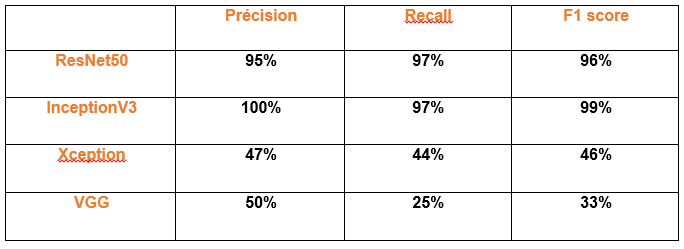 Précision Recall F1 score
ResNet50 95% 97% 96%
InceptionV3 100% 97% 99%
Xception 47% 44% 46%
VGG 50% 25% 33%